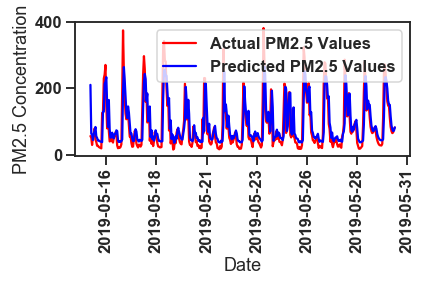 400
200
0
PM2.5 Concentration
Actual PM2.5 Values
Predicted PM2.5 Values
2019-05-16
2019-05-18
2019-05-21
2019-05-23
2019-05-26
2019-05-28
2019-05-31
Date